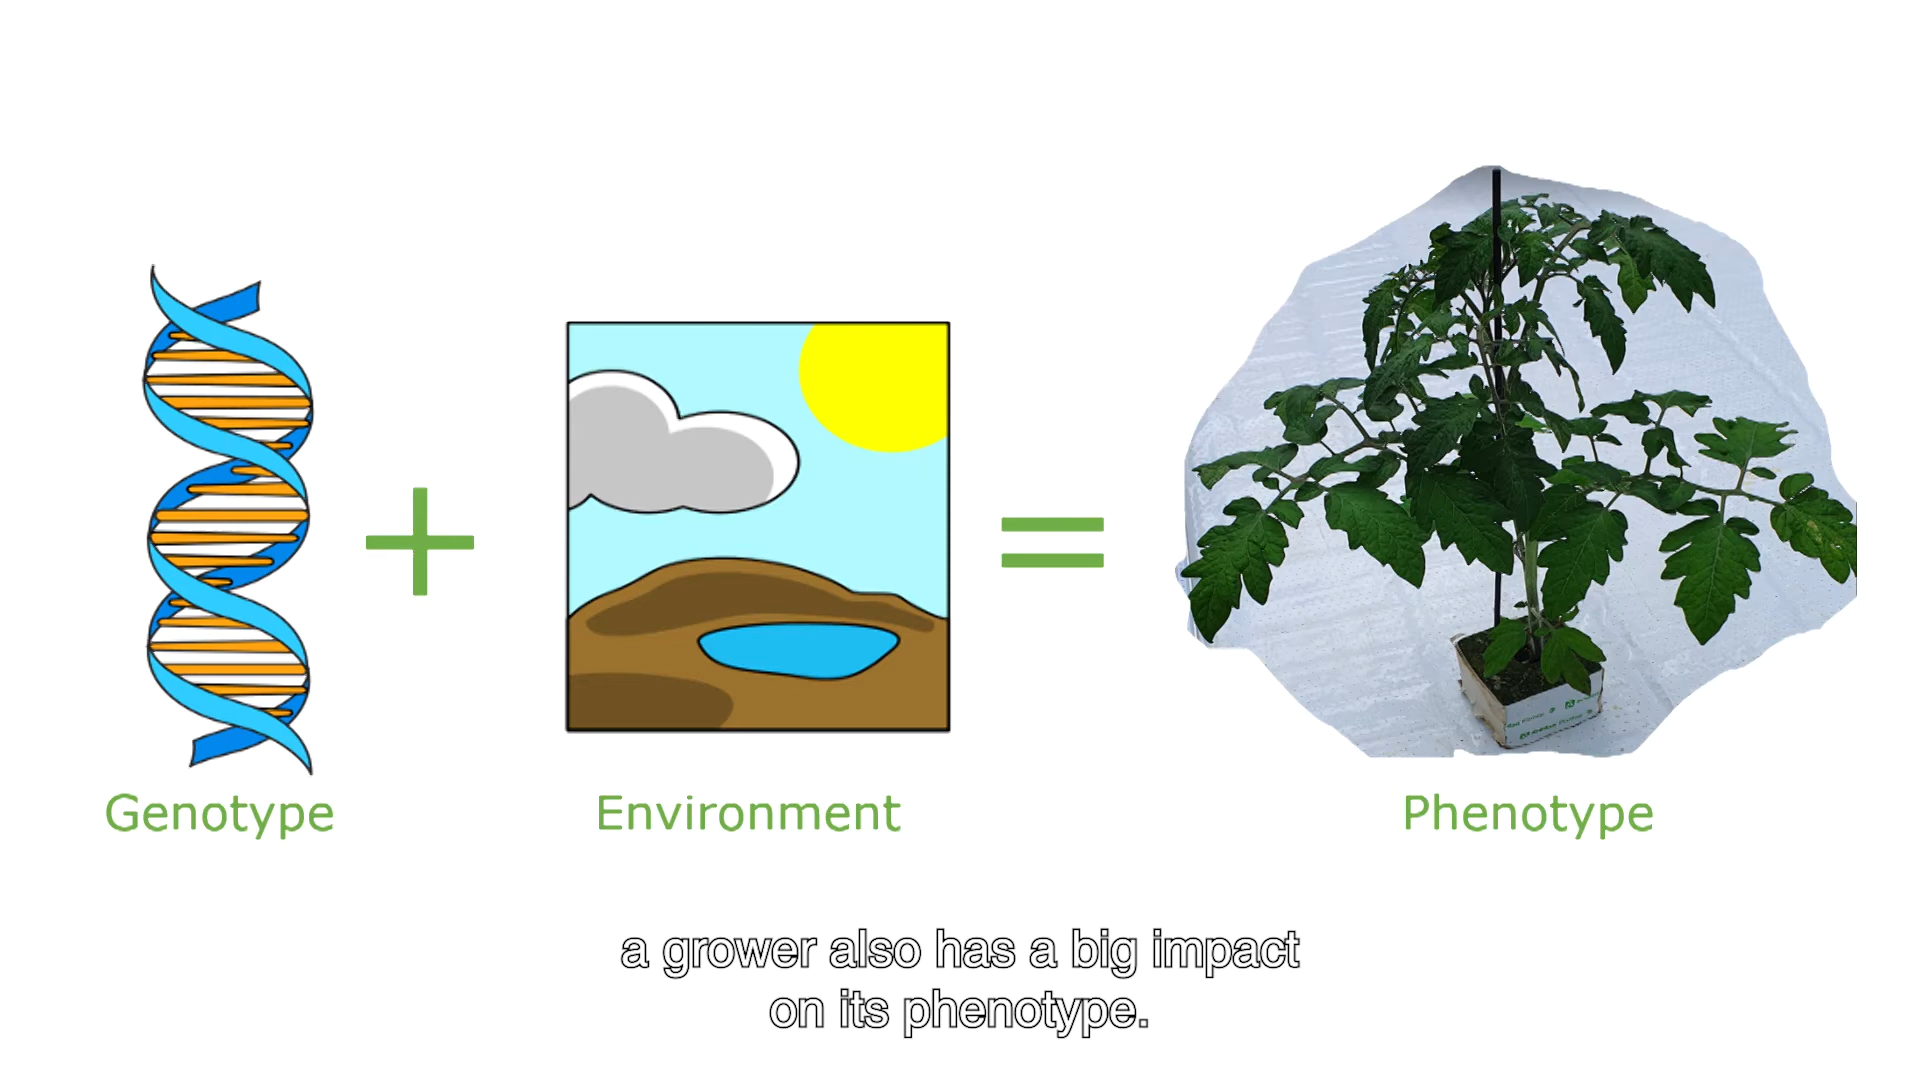 Genotype
Environment
Phenotype
a grower also has a big impact
on its phenotype.